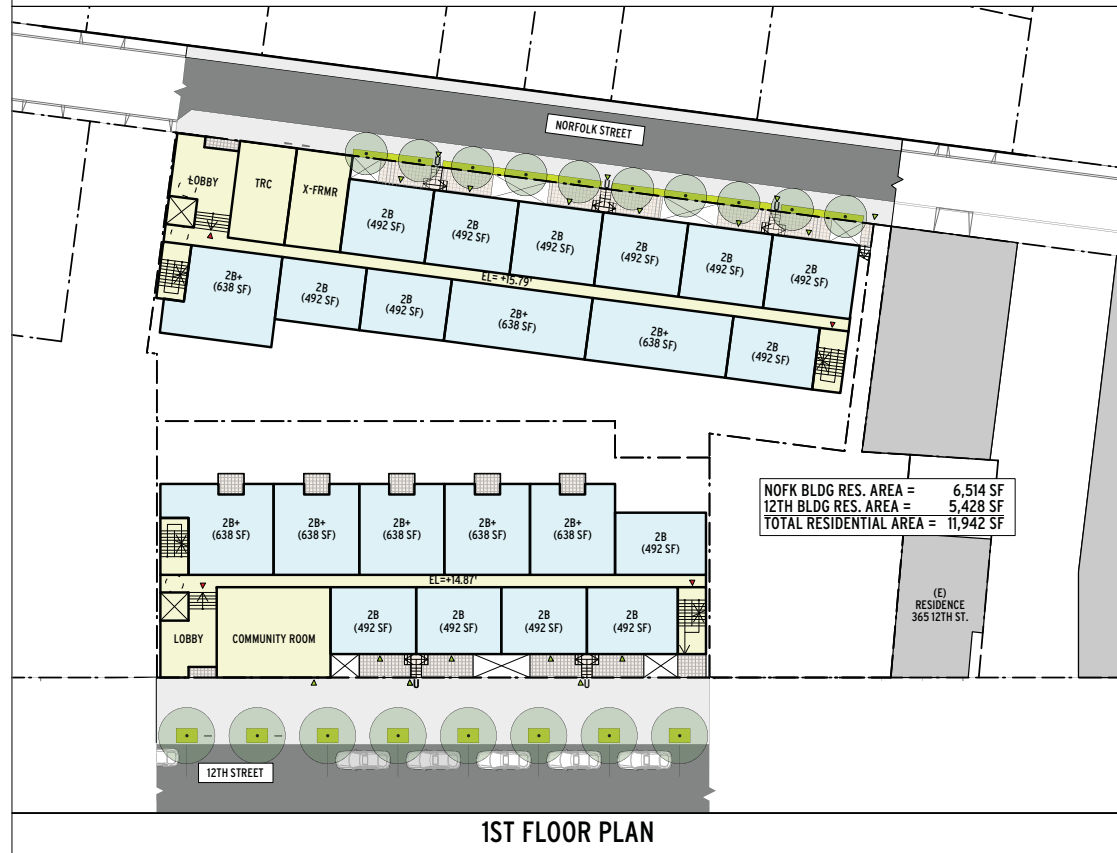 NORFOLK STREET
LOBBY
TRC
X-FRMR
2B
(492 SF)
2B
(492 SF)
2B
(492 SF)
2B
(492 SF)
2B
(492 SF)
2B
(492 SF)
EL= +15.79'
2B+
(638 SF)
2B
(492 SF)
2B
(492 SF)
2B+
(638 SF)
2B+
(638 SF)
2B
(492 SF)
NOFK BLDG RES. AREA = 6,514 SF
12TH BLDG RES. AREA = 5,428 SF
TOTAL RESIDENTIAL AREA = 11,942 SF
2B+
(638 SF)
2B+
(638 SF)
2B+
(638 SF)
2B+
(638 SF)
2B+
(638 SF)
2B
(492 SF)
EL=+14.87'
LOBBY
COMMUNITY ROOM
2B
(492 SF)
2B
(492 SF)
2B
(492 SF)
2B
(492 SF)
(E)
RESIDENCE
365 12TH ST.
12TH STREET
1ST FLOOR PLAN